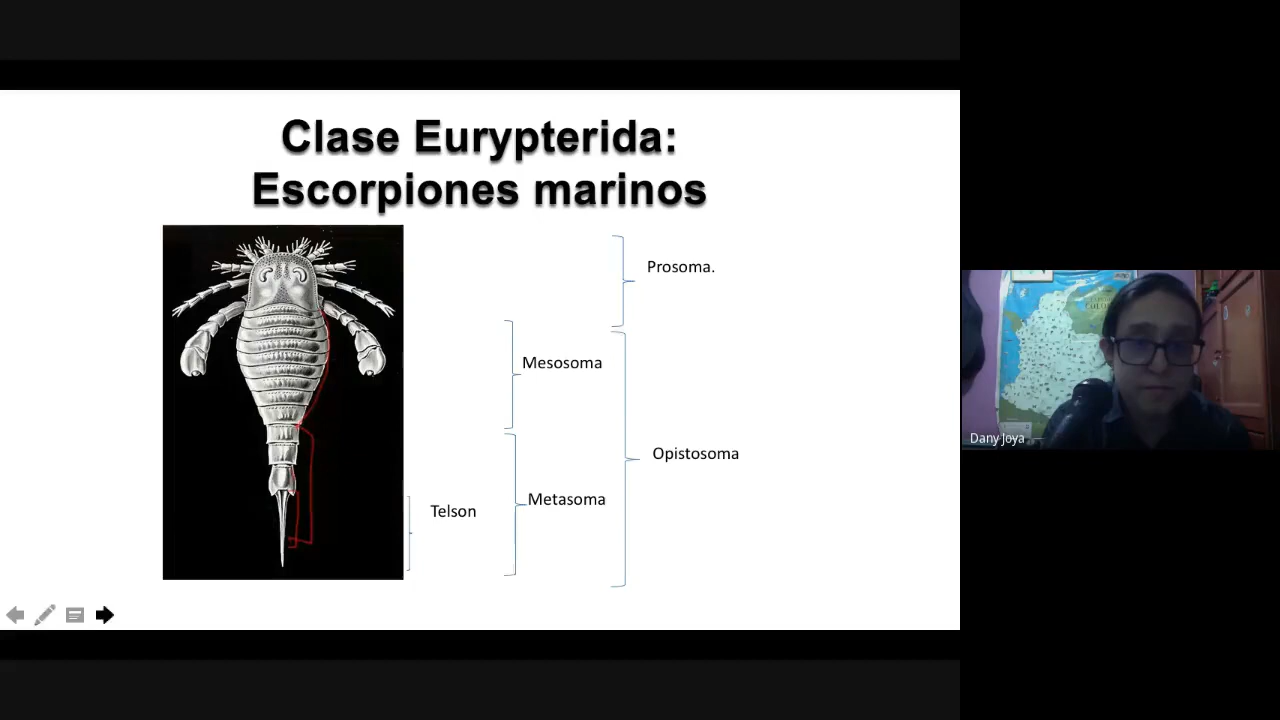 Clase Eurypterida:
Escorpiones marinos
Prosoma.
Mesosoma
Opistosoma
Metasoma
Telson
Dany Joya